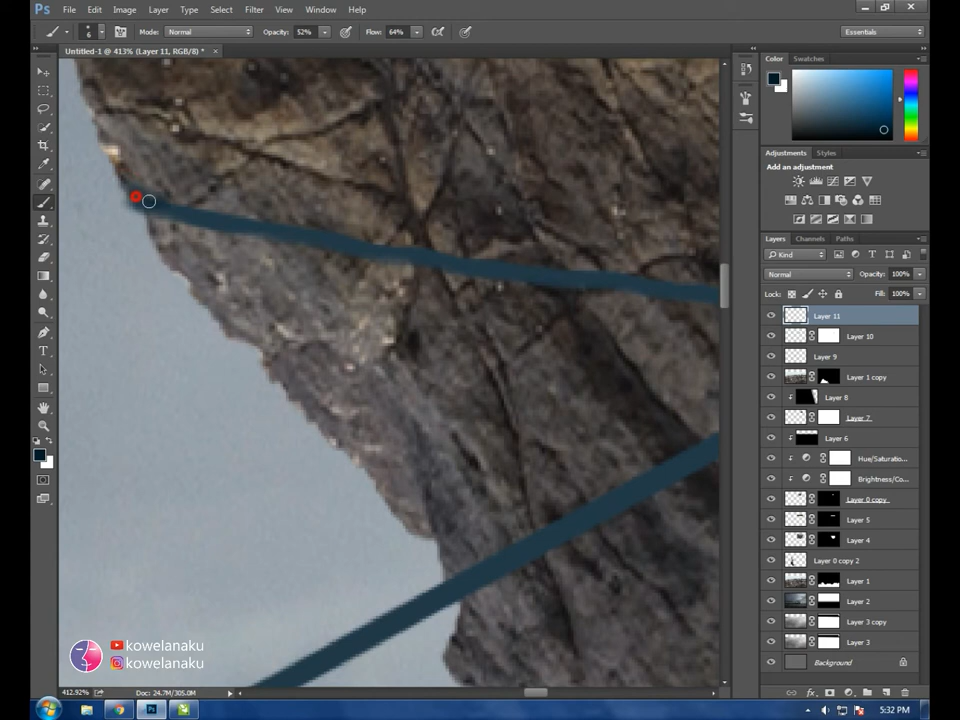 Ps File Edit Image Layer Type Select Filter View Window Help
6 Mode: Normal Opacity: 52% Flow: 64% Essentials
Untitled-1 @ 413% (Layer 11, RGB/8) * ×
Color Swatches
Adjustments Styles
Add an adjustment
Layers Channels Paths
Kind
Normal Opacity: 100%
Lock: Fill: 100%
Layer 11
Layer 10
Layer 9
Layer 1 copy
Layer 8
Layer 7
Layer 6
Hue/Saturatio...
Brightness/Co...
Layer 0 copy
Layer 5
Layer 4
Layer 0 copy 2
Layer 1
Layer 2
Layer 3 copy
Layer 3
Background
kowelanaku
kowelanaku
412.92% Doc: 24.7M/305.0M
fx
Ps 5:32 PM